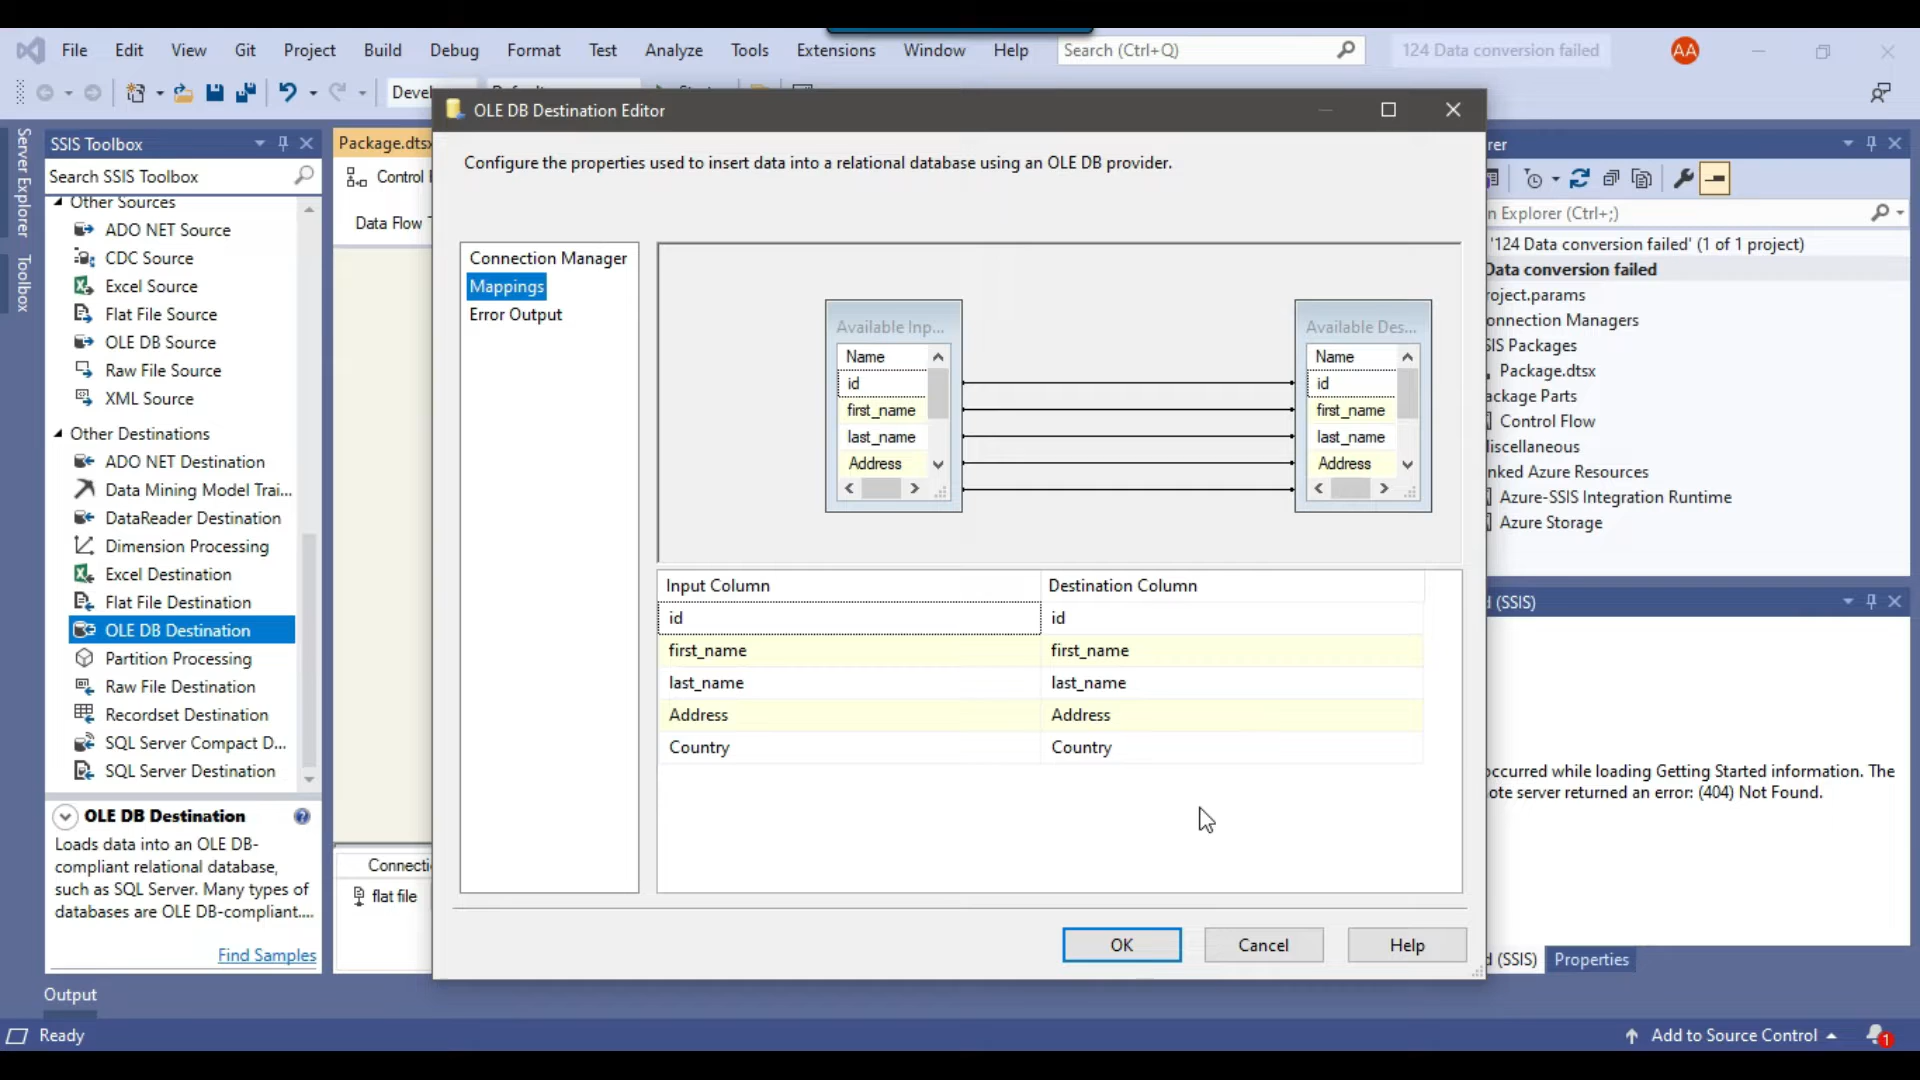 File Edit View Git Project Build Debug Format Test Analyze Tools Extensions Window Help Search (Ctrl+Q) 124 Data conversion failed AA
Server Explorer
Toolbox
SSIS Toolbox
Search SSIS Toolbox
Other Sources
ADO NET Source
CDC Source
Excel Source
Flat File Source
OLE DB Source
Raw File Source
XML Source
Other Destinations
ADO NET Destination
Data Mining Model Trai...
DataReader Destination
Dimension Processing
Excel Destination
Flat File Destination
OLE DB Destination
Partition Processing
Raw File Destination
Recordset Destination
SQL Server Compact D...
SQL Server Destination
OLE DB Destination
Loads data into an OLE DB-
compliant relational database,
such as SQL Server. Many types of
databases are OLE DB-compliant....
Find Samples
Package.dtsx
Control
Data Flow
Connecti
flat file
OLE DB Destination Editor
Configure the properties used to insert data into a relational database using an OLE DB provider.
Connection Manager
Mappings
Error Output
Available Inp...
Name
id
first_name
last_name
Address
Available Des...
Name
id
first_name
last_name
Address
Input Column Destination Column
id id
first_name first_name
last_name last_name
Address Address
Country Country
OK Cancel Help
rer
n Explorer (Ctrl+;)
'124 Data conversion failed' (1 of 1 project)
Data conversion failed
roject.params
onnection Managers
SIS Packages
Package.dtsx
ackage Parts
Control Flow
iscellaneous
nked Azure Resources
Azure-SSIS Integration Runtime
Azure Storage
d (SSIS)
occurred while loading Getting Started information. The
ote server returned an error: (404) Not Found.
d (SSIS) Properties
Output
Ready
Add to Source Control
1